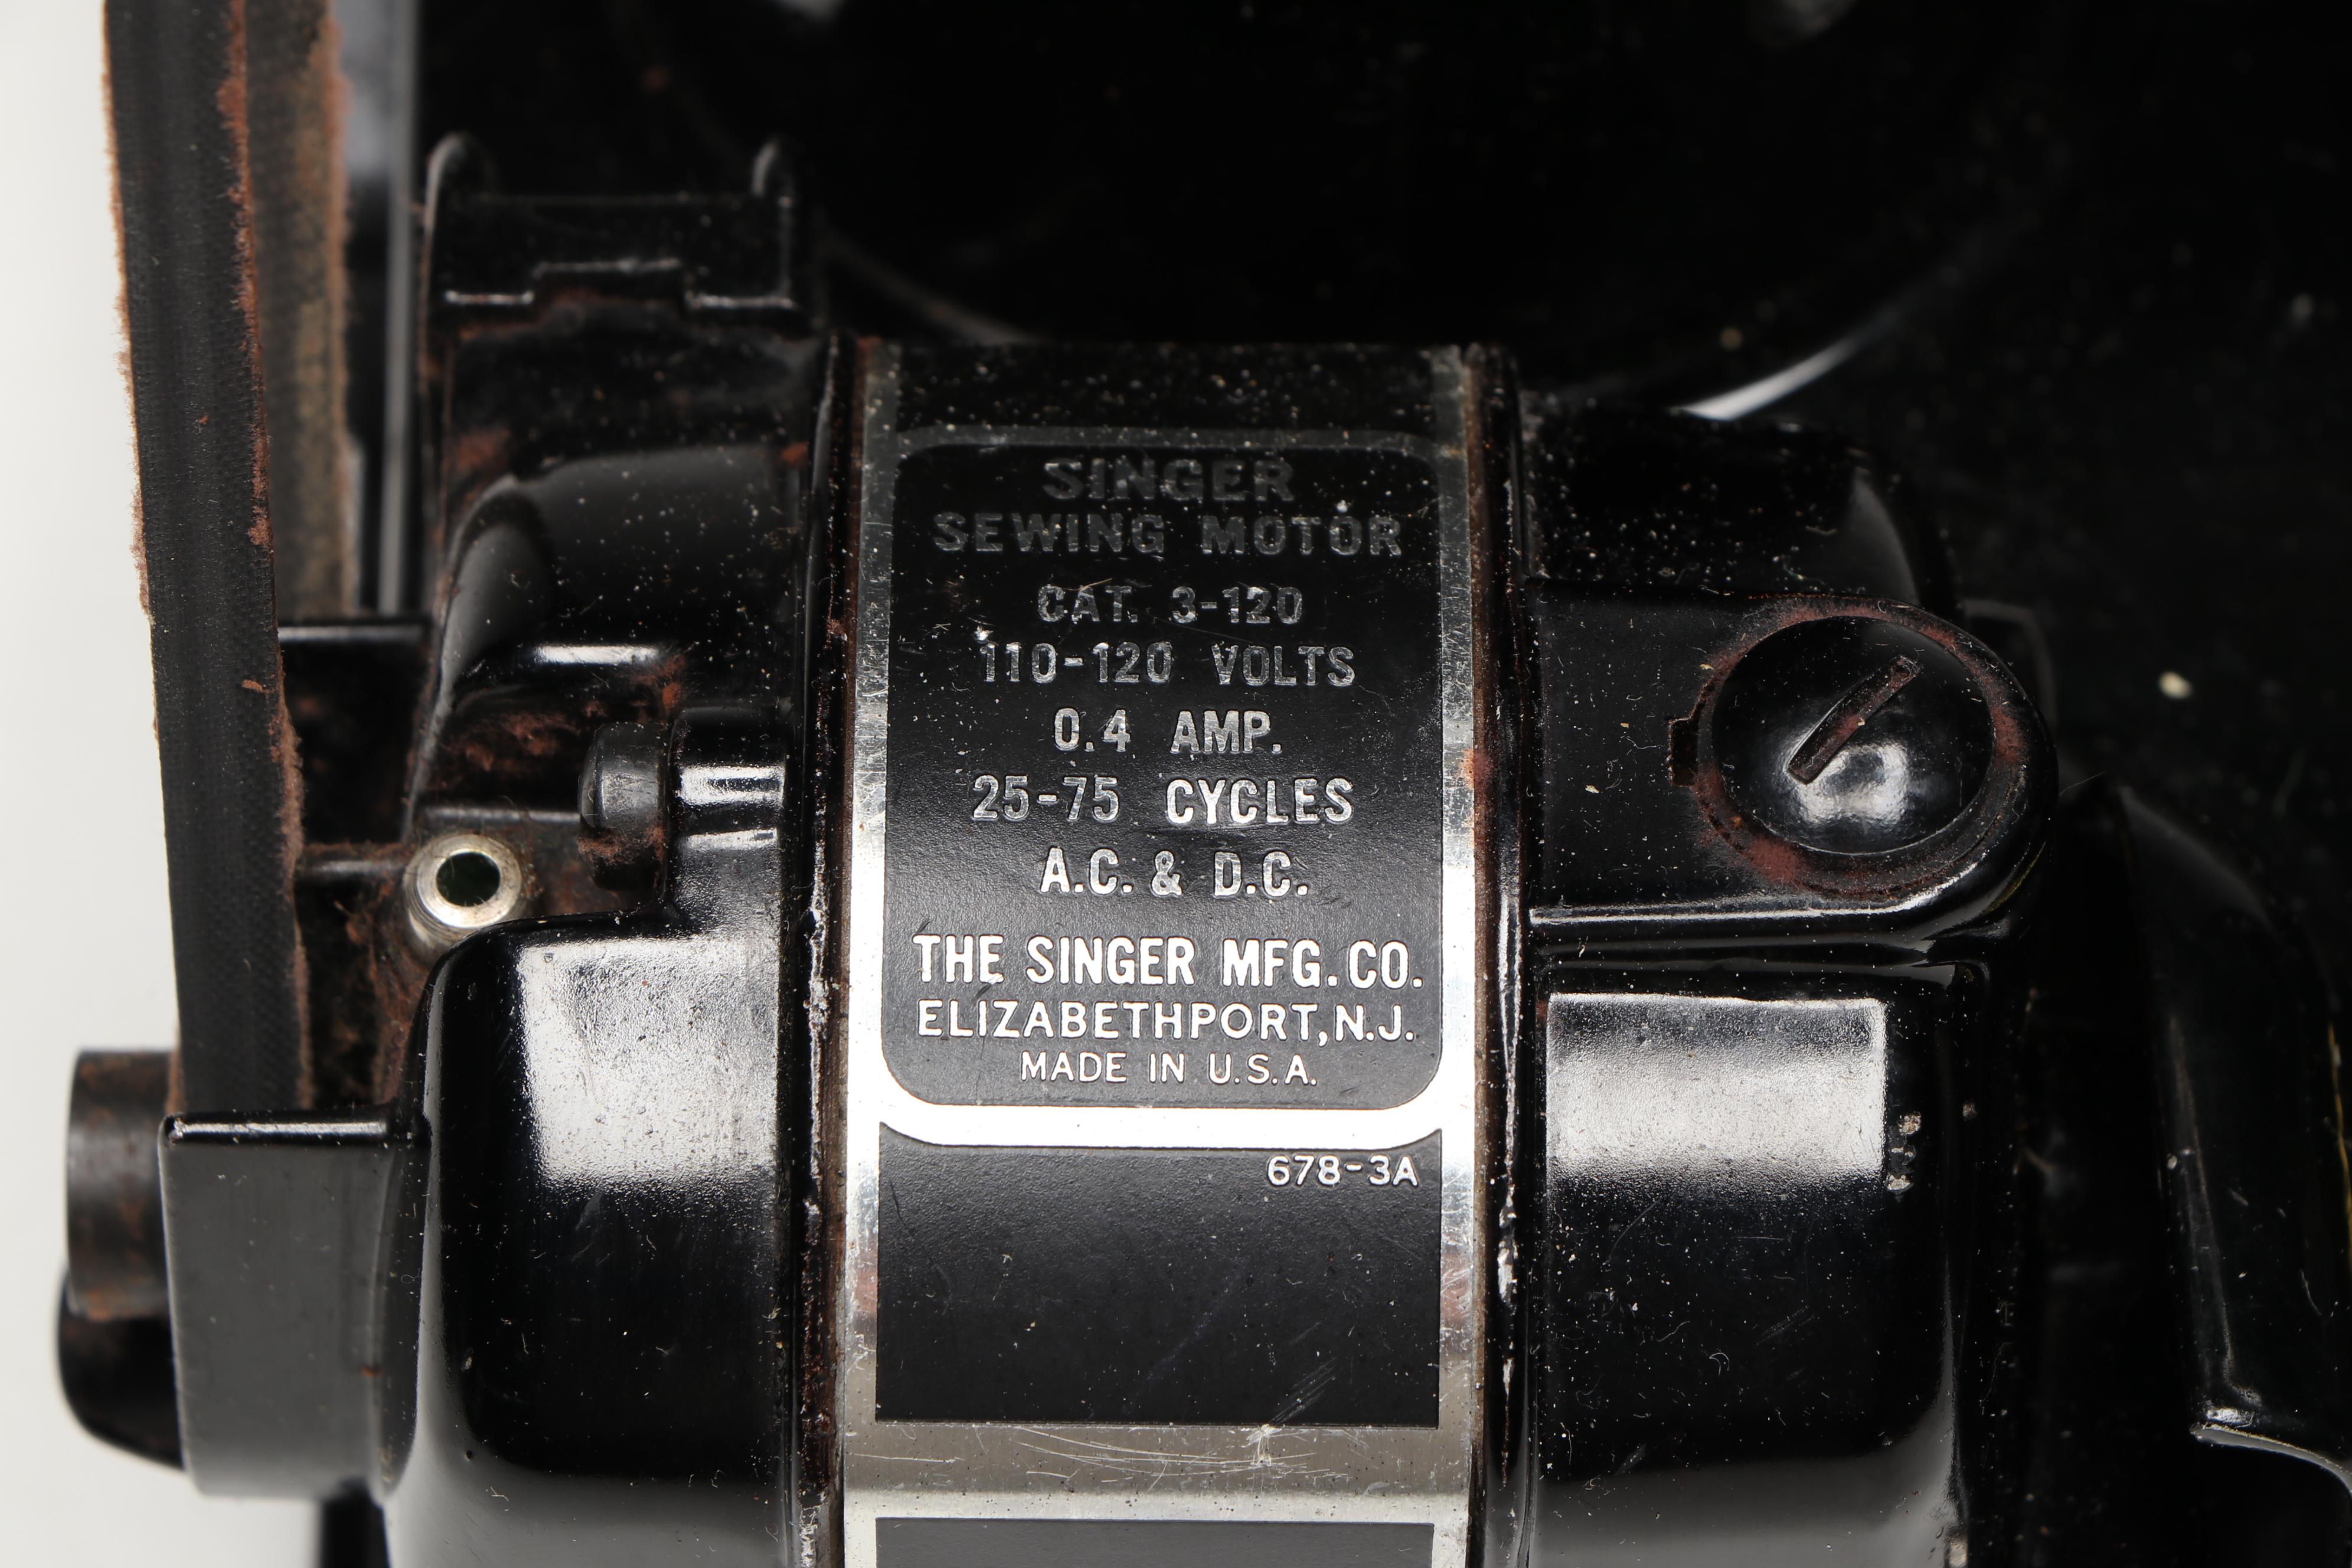 SINGER
SEWING MOTOR
CAT. 3-120
110-120 VOLTS
0.4 AMP.
25-75 CYCLES
A.C. & D.C.
THE SINGER MFG. CO.
ELIZABETHPORT, N.J.
MADE IN U.S.A.
678-3A